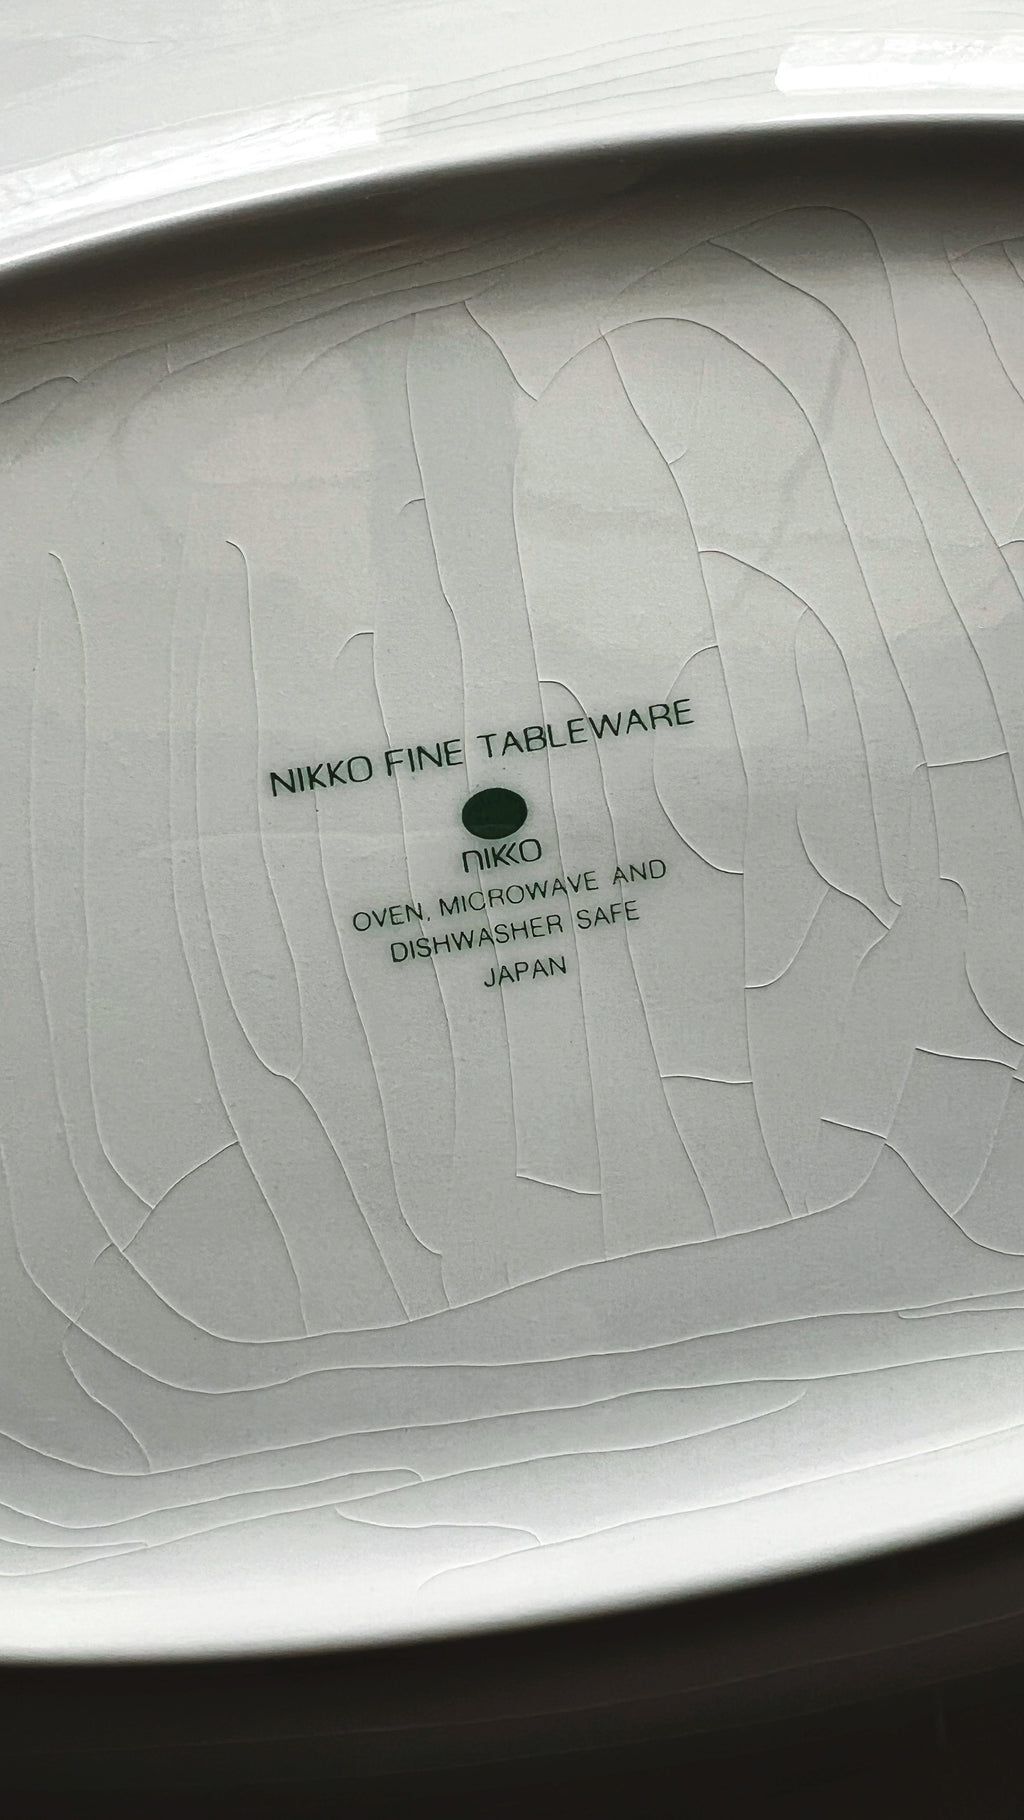 NIKKO FINE TABLEWARE
nikko
OVEN, MICROWAVE AND
DISHWASHER SAFE
JAPAN